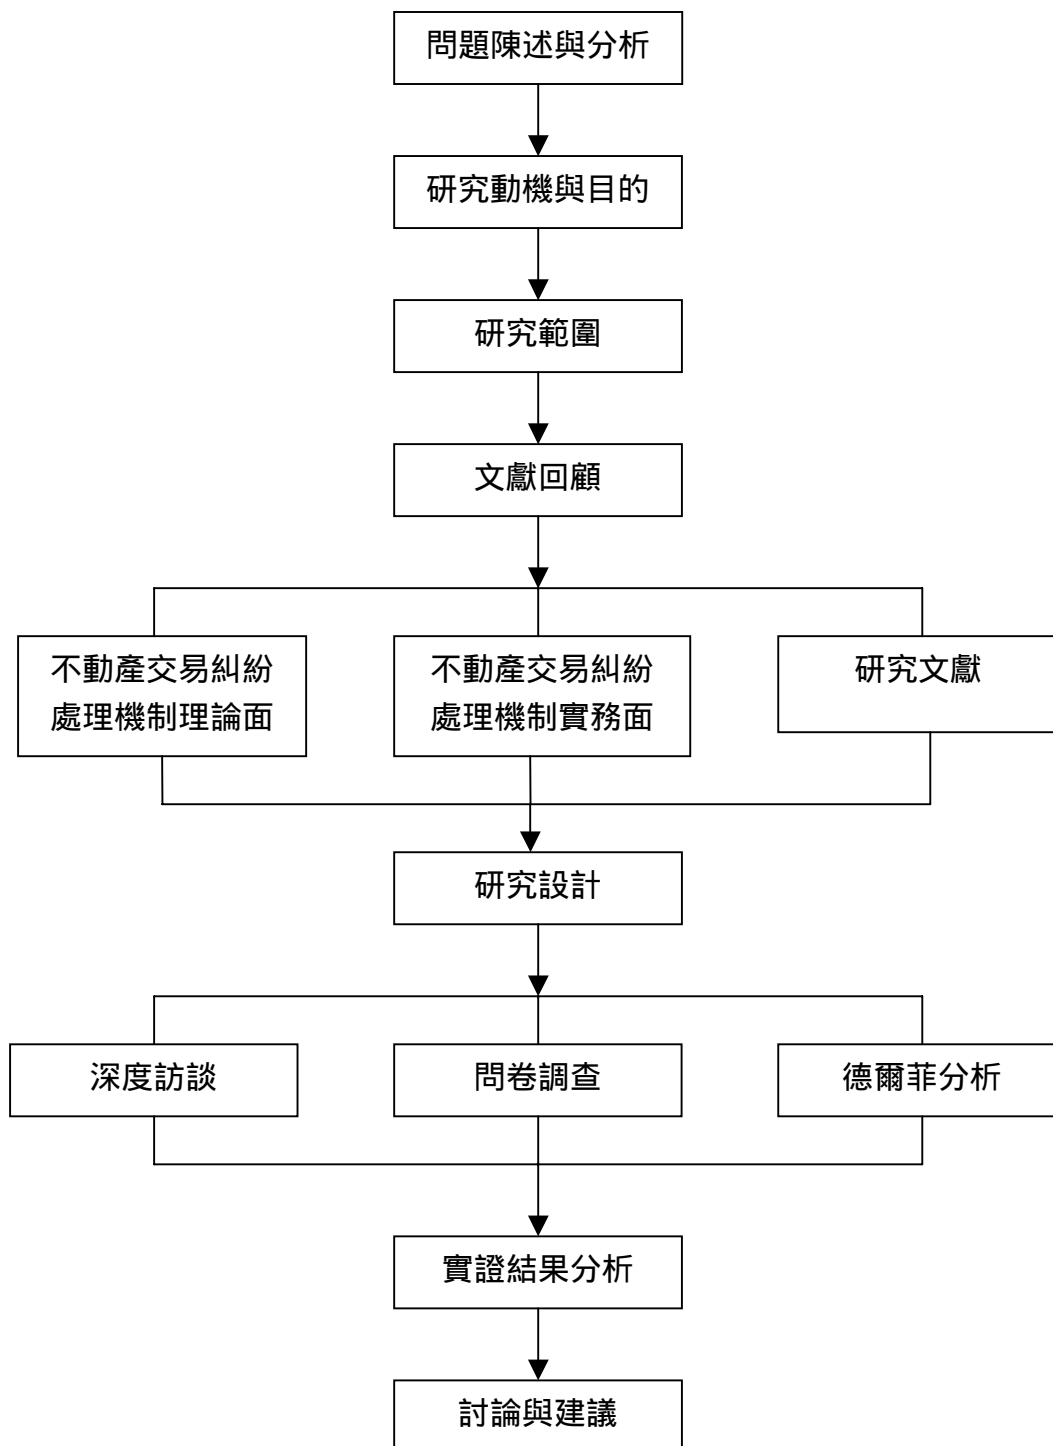 問題陳述與分析
研究動機與目的
研究範圍
文獻回顧
不動產交易糾紛
處理機制理論面
不動產交易糾紛
處理機制實務面
研究文獻
研究設計
深度訪談
問卷調查
德爾菲分析
實證結果分析
討論與建議